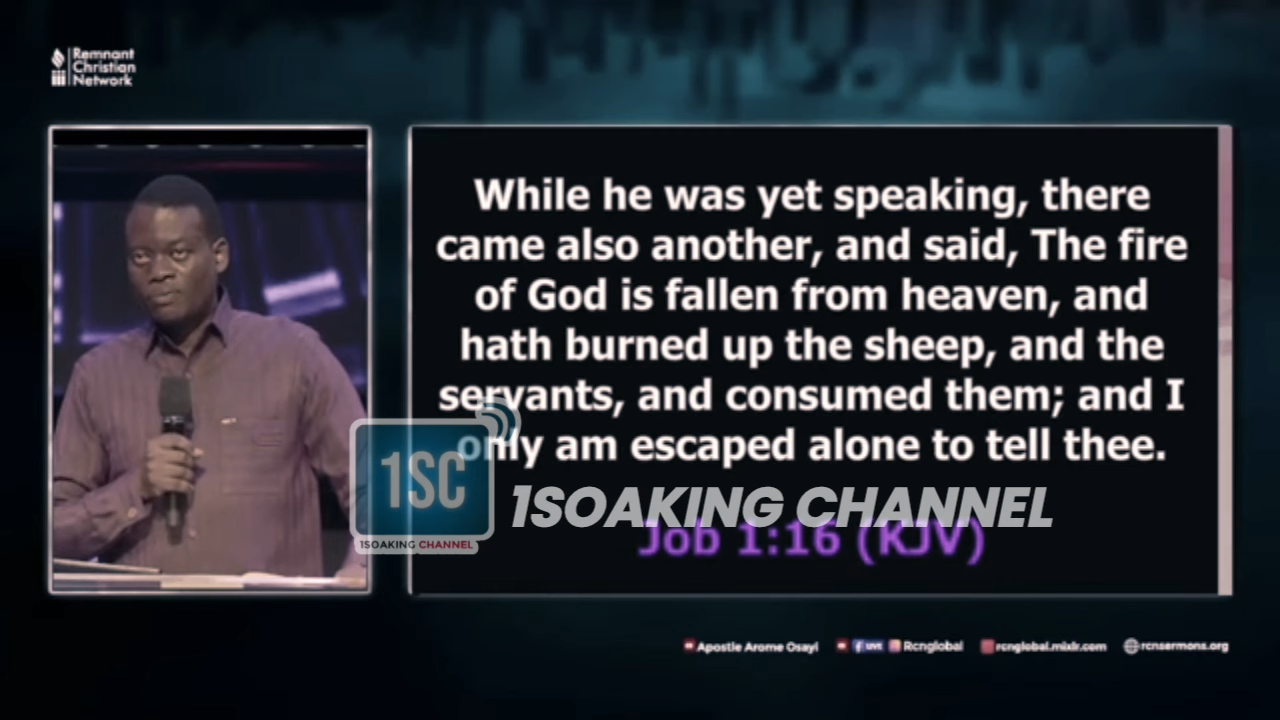 Remnant
Christian
Network
While he was yet speaking, there
came also another, and said, The fire
of God is fallen from heaven, and
hath burned up the sheep, and the
servants, and consumed them; and I
only am escaped alone to tell thee.
1SC
1SOAKING CHANNEL
1SOAKING CHANNEL
Job 1:16 (KJV)
Apostle Arome Osayi
LIVE Rcnglobal
rcnglobal.mixlr.com
rcnsermons.org